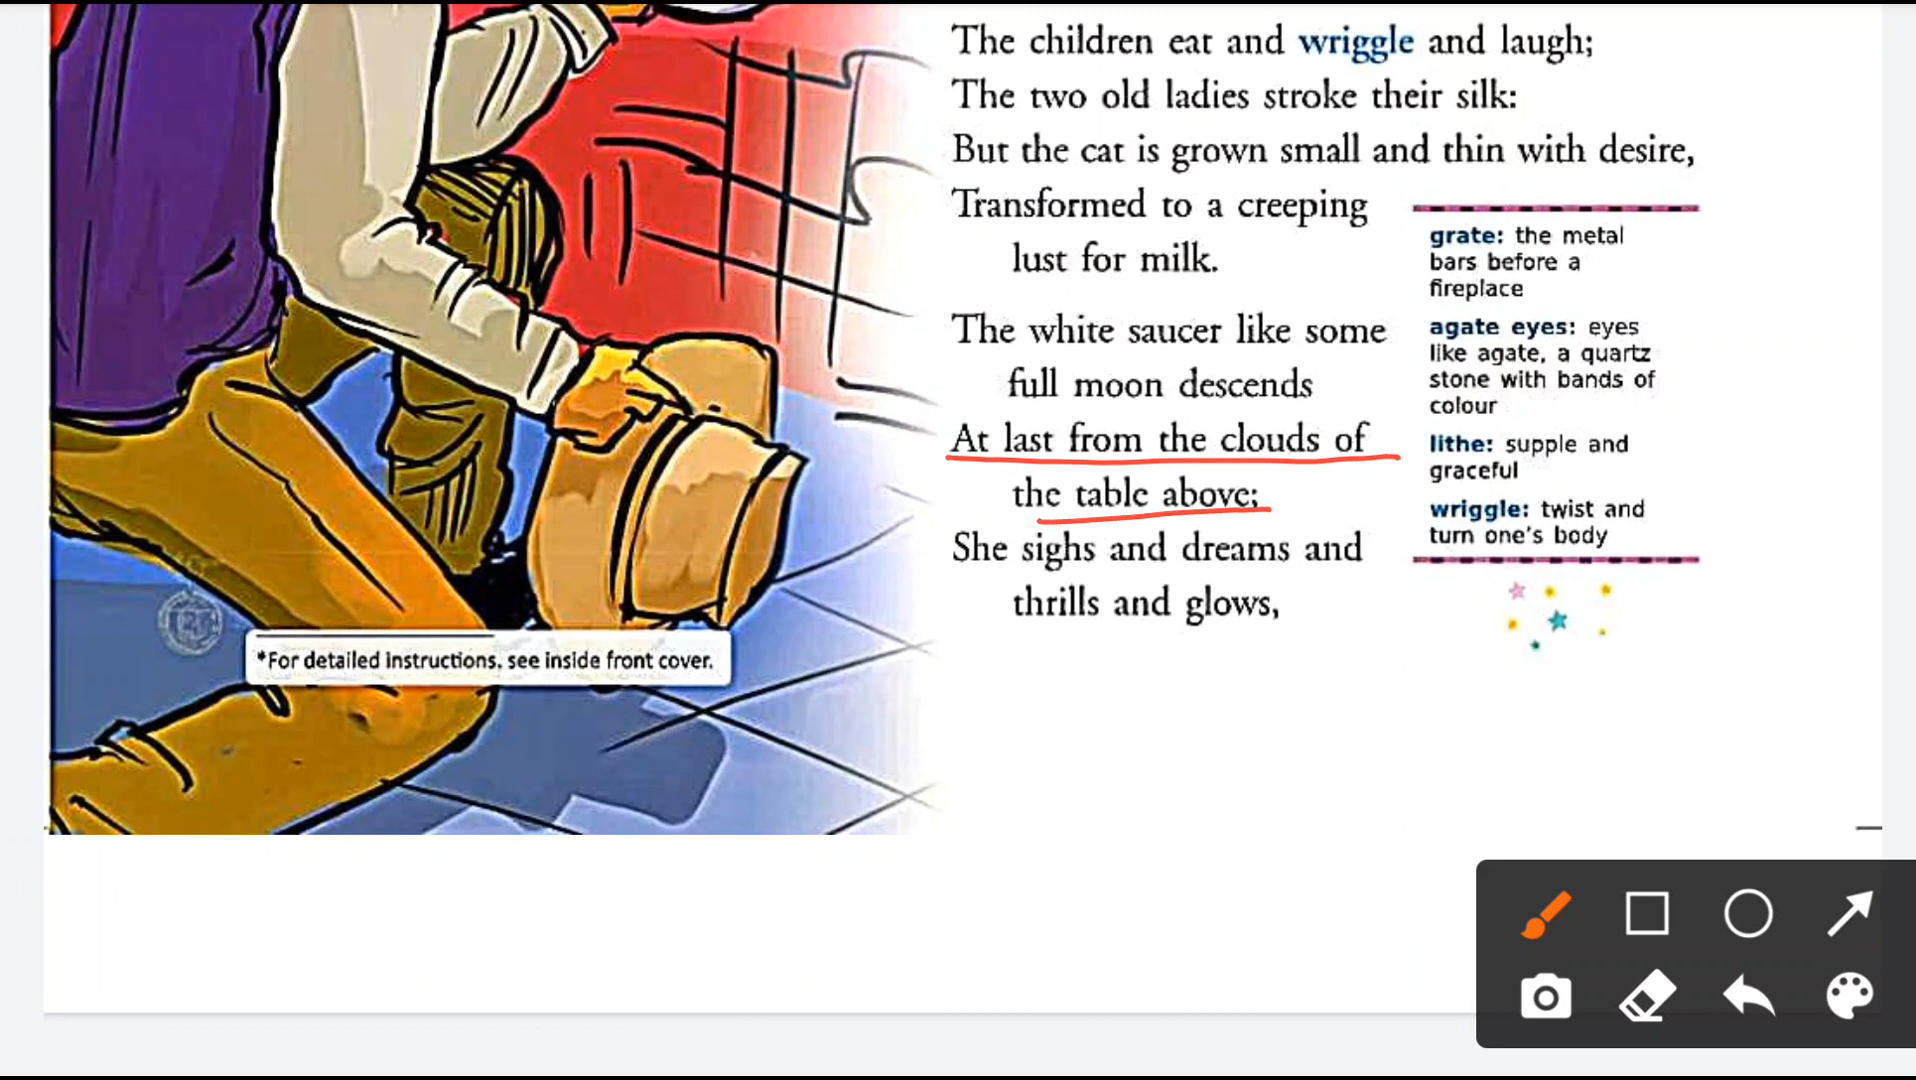 The children eat and wriggle and laugh;
The two old ladies stroke their silk:
But the cat is grown small and thin with desire,
Transformed to a creeping
lust for milk.
The white saucer like some
full moon descends
At last from the clouds of
the table above;
She sighs and dreams and
thrills and glows,
grate: the metal
bars before a
fireplace
agate eyes: eyes
like agate, a quartz
stone with bands of
colour
lithe: supple and
graceful
wriggle: twist and
turn one's body
*For detailed instructions, see inside front cover.